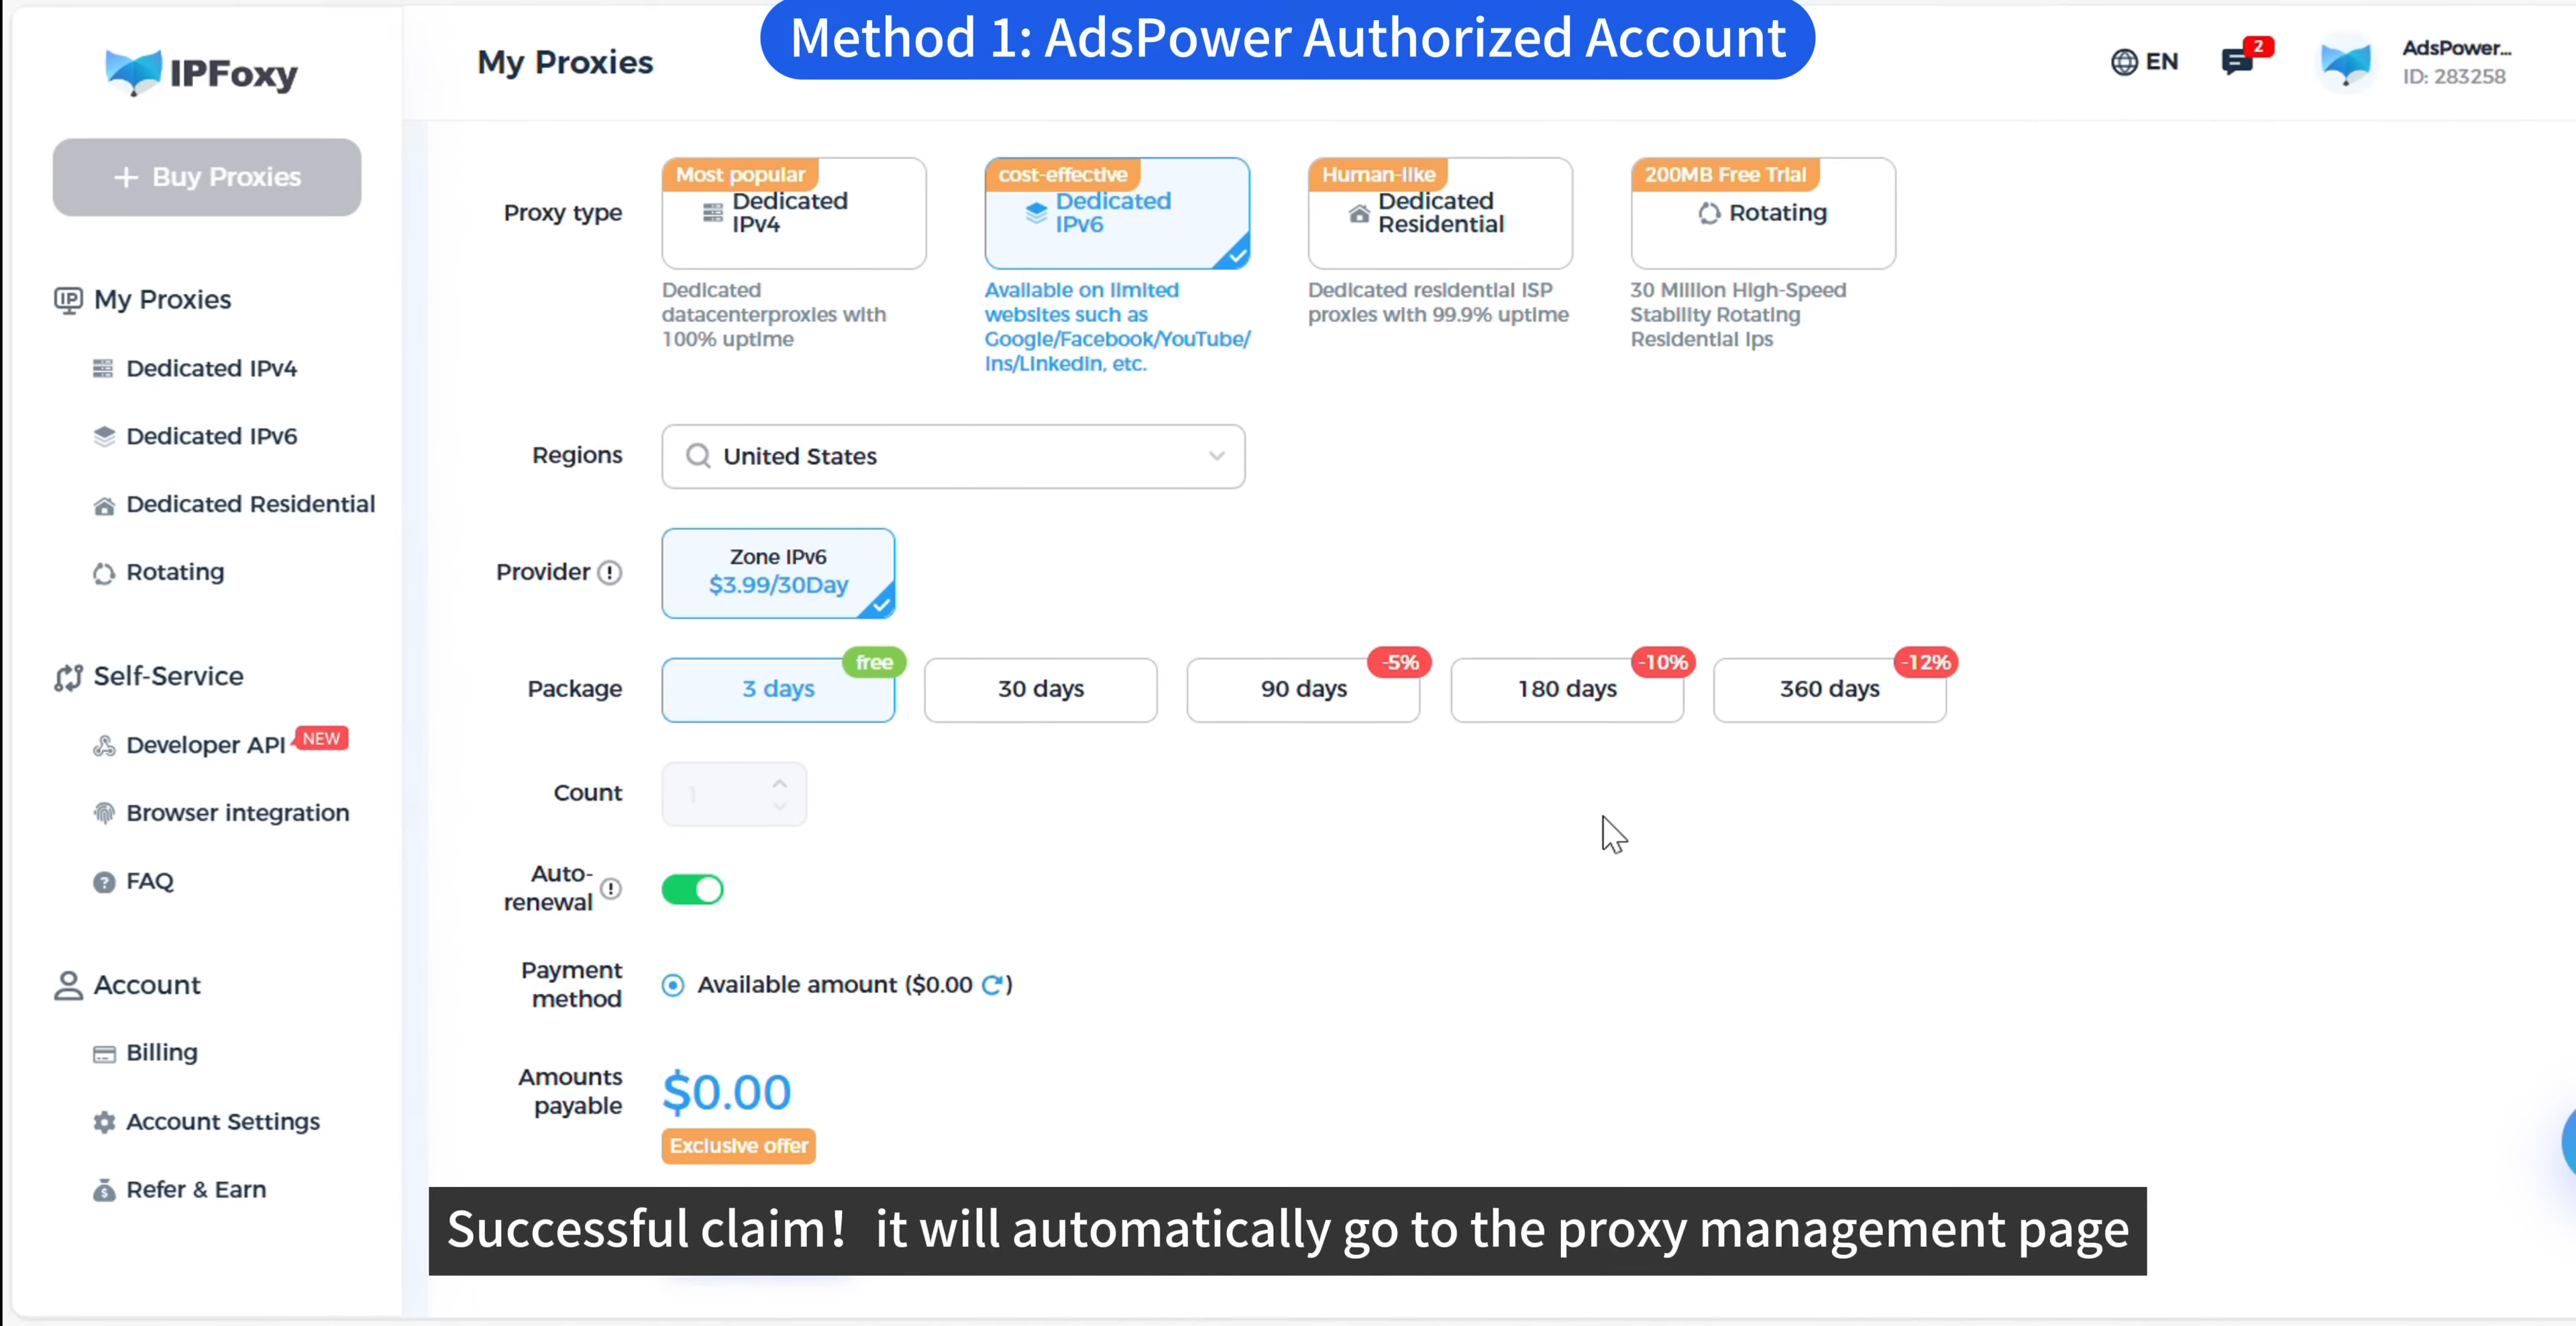 Method 1: AdsPower Authorized Account
IPFoxy
My Proxies
EN
2
AdsPower...
ID: 283258
+ Buy Proxies
My Proxies
Dedicated IPv4
Dedicated IPv6
Dedicated Residential
Rotating
Self-Service
Developer API NEW
Browser integration
FAQ
Account
Billing
Account Settings
Refer & Earn
Proxy type
Most popular
Dedicated
IPv4
Dedicated
datacenterproxies with
100% uptime
cost-effective
Dedicated
IPv6
Available on limited
websites such as
Google/Facebook/YouTube/
Ins/LinkedIn, etc.
Human-like
Dedicated
Residential
Dedicated residential ISP
proxies with 99.9% uptime
200MB Free Trial
Rotating
30 Million High-Speed
Stability Rotating
Residential Ips
Regions
United States
Provider
Zone IPv6
$3.99/30Day
Package
3 days
free
30 days
90 days
-5%
180 days
-10%
360 days
-12%
Count
1
Auto-
renewal
Payment
method
Available amount ($0.00 )
Amounts
payable
$0.00
Exclusive offer
Successful claim！it will automatically go to the proxy management page